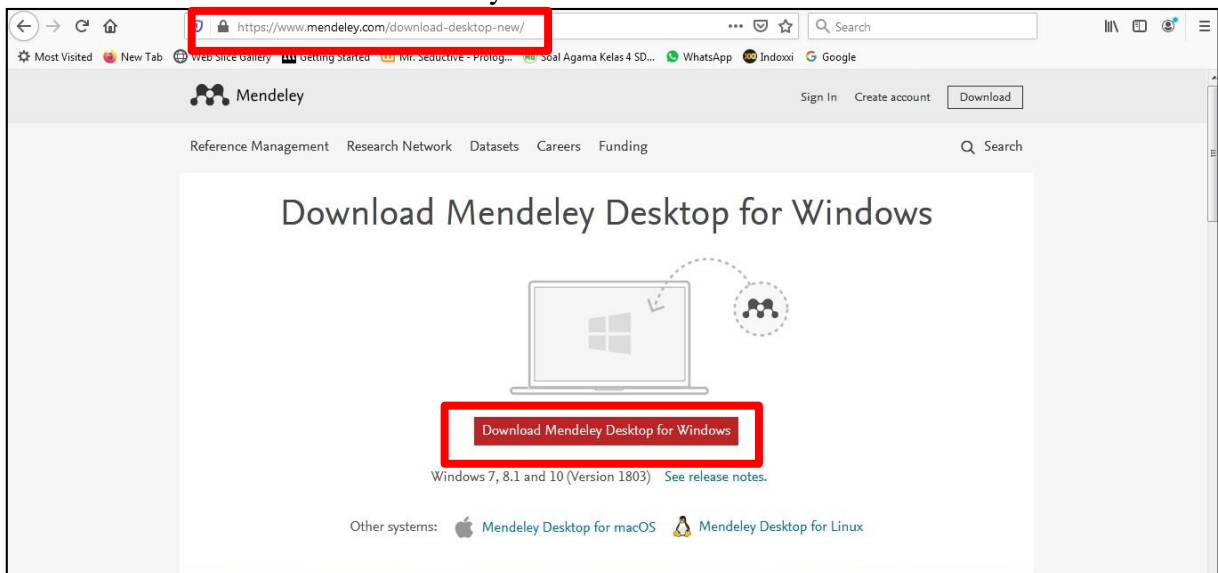 https://www.mendeley.com/download-desktop-new/
Search
Most Visited New Tab Web Slice Gallery Getting Started Mr. Seductive - Prolog... Soal Agama Kelas 4 SD... WhatsApp Indoxxi Google
Mendeley
Sign In Create account Download
Reference Management Research Network Datasets Careers Funding Search
Download Mendeley Desktop for Windows
Download Mendeley Desktop for Windows
Windows 7, 8.1 and 10 (Version 1803) See release notes.
Other systems: Mendeley Desktop for macOS Mendeley Desktop for Linux